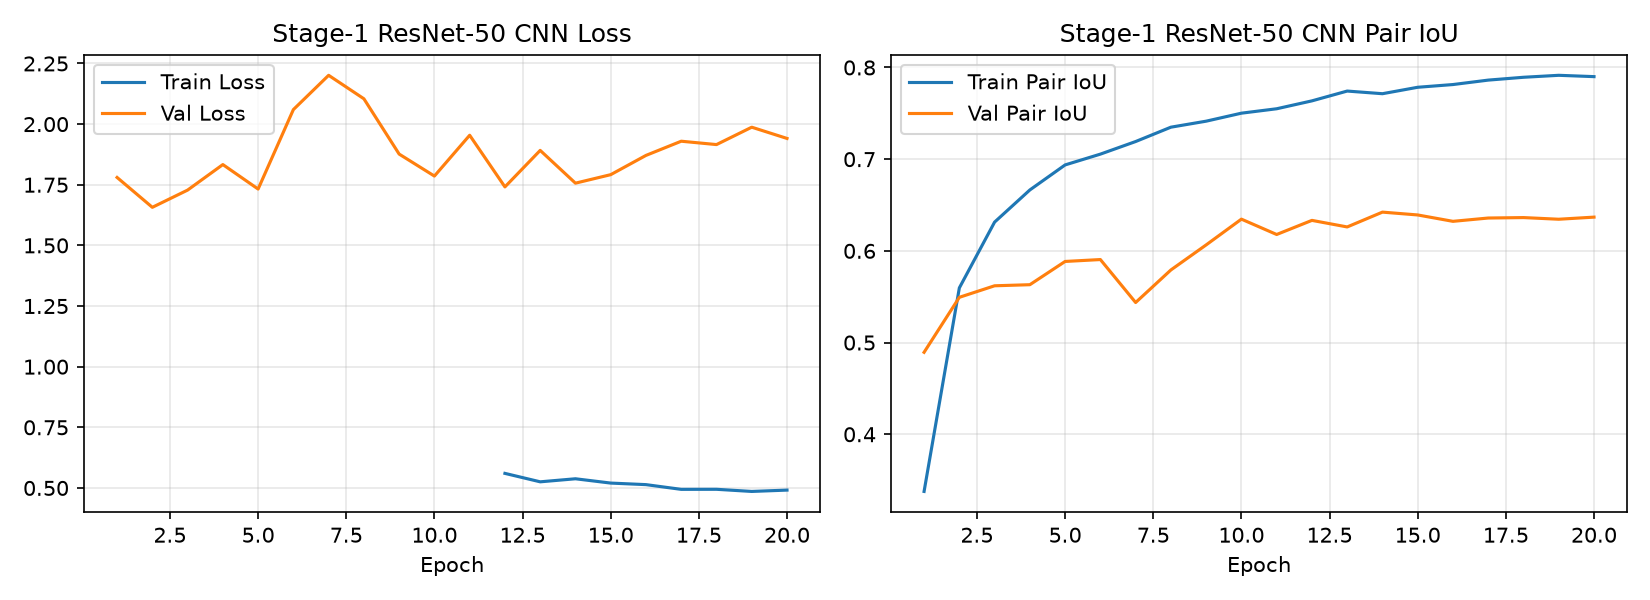 Stage-1 ResNet-50 CNN Loss
Train Loss
Val Loss
2.25
2.00
1.75
1.50
1.25
1.00
0.75
0.50
2.5 5.0 7.5 10.0 12.5 15.0 17.5 20.0
Epoch
Stage-1 ResNet-50 CNN Pair IoU
Train Pair IoU
Val Pair IoU
0.8
0.7
0.6
0.5
0.4
2.5 5.0 7.5 10.0 12.5 15.0 17.5 20.0
Epoch